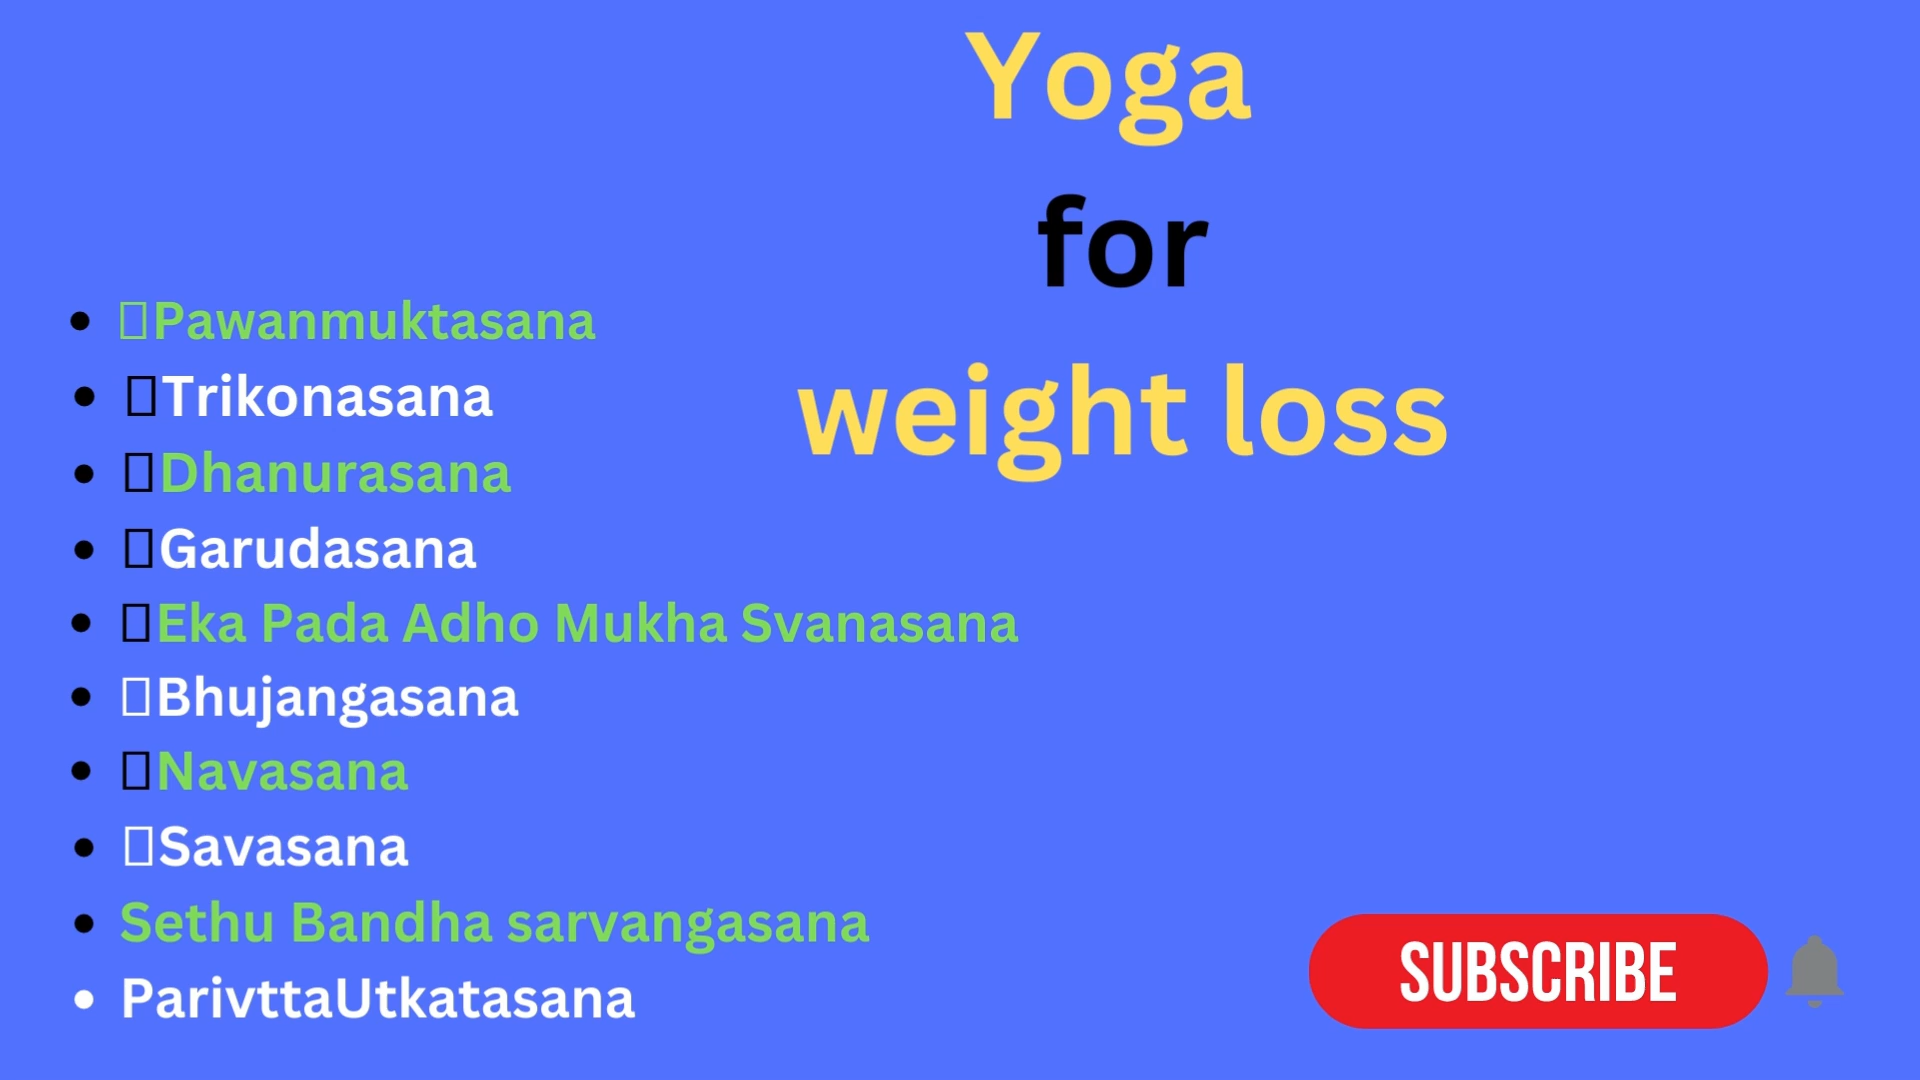 Yoga
for
weight loss
• Pawanmuktasana
• Trikonasana
• Dhanurasana
• Garudasana
• Eka Pada Adho Mukha Svanasana
• Bhujangasana
• Navasana
• Savasana
• Sethu Bandha sarvangasana
• ParivttaUtkatasana
SUBSCRIBE